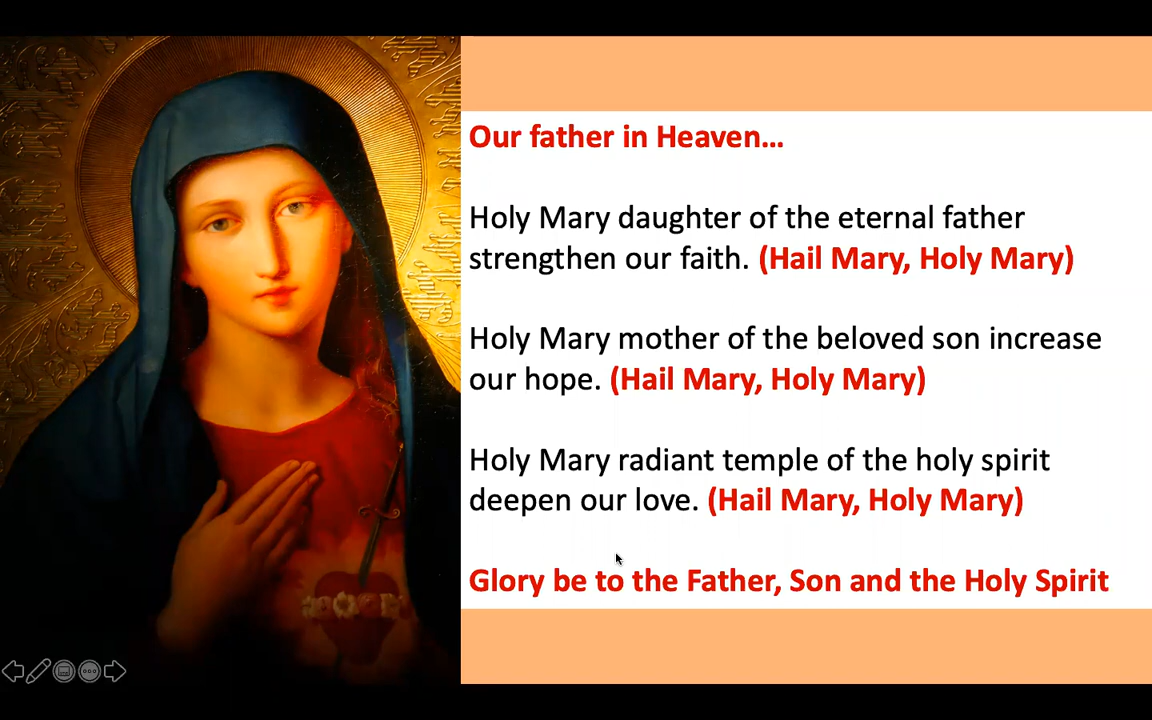 Our father in Heaven...
Holy Mary daughter of the eternal father
strengthen our faith. (Hail Mary, Holy Mary)
Holy Mary mother of the beloved son increase
our hope. (Hail Mary, Holy Mary)
Holy Mary radiant temple of the holy spirit
deepen our love. (Hail Mary, Holy Mary)
Glory be to the Father, Son and the Holy Spirit